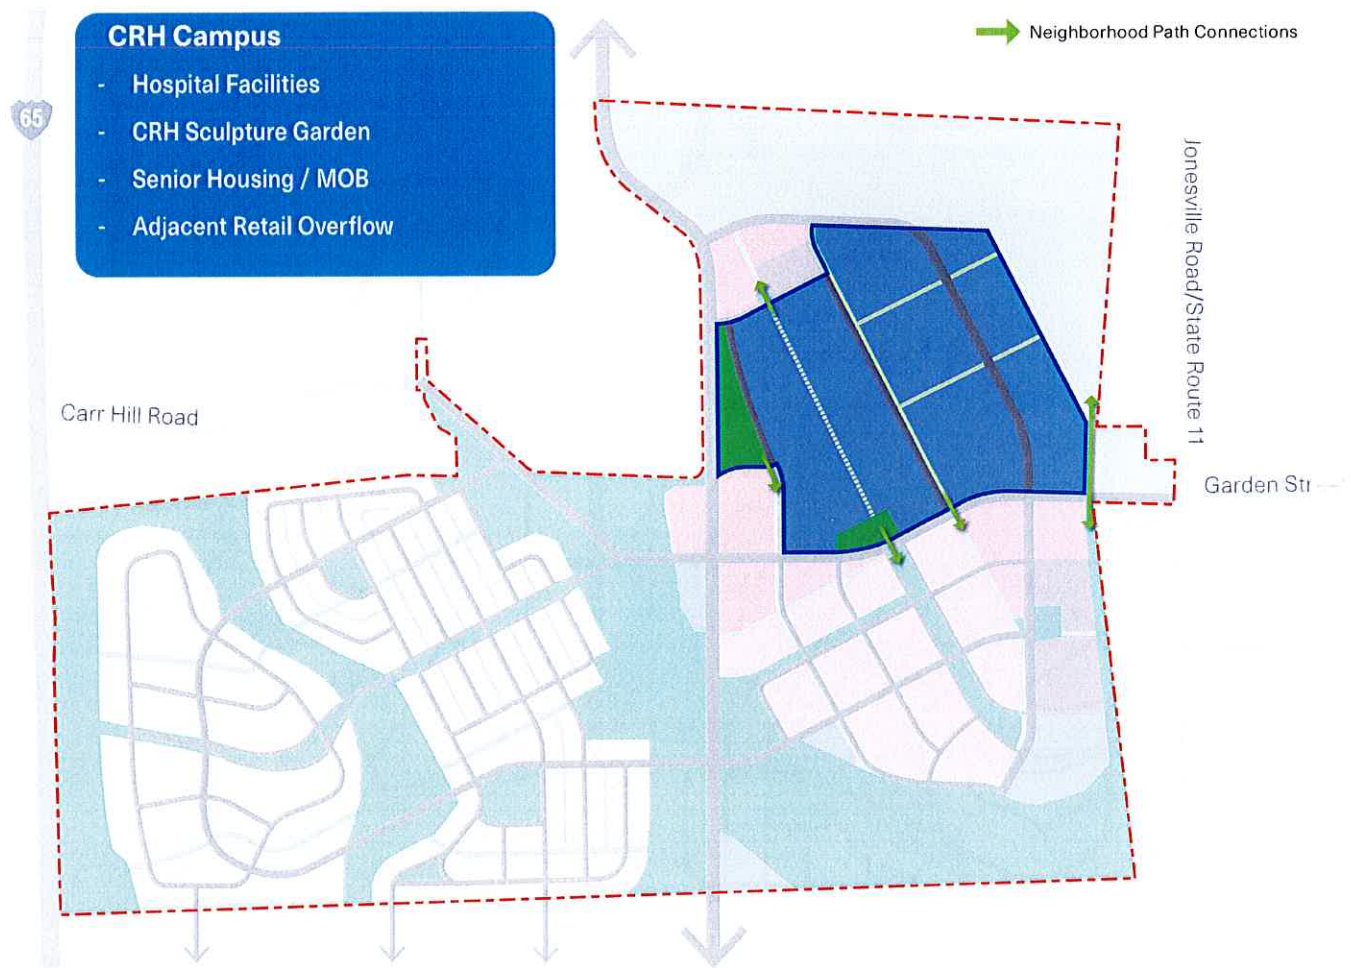 CRH Campus
- Hospital Facilities
- CRH Sculpture Garden
- Senior Housing / MOB
- Adjacent Retail Overflow
Neighborhood Path Connections
65
Jonesville Road/State Route 11
Carr Hill Road
Garden Str